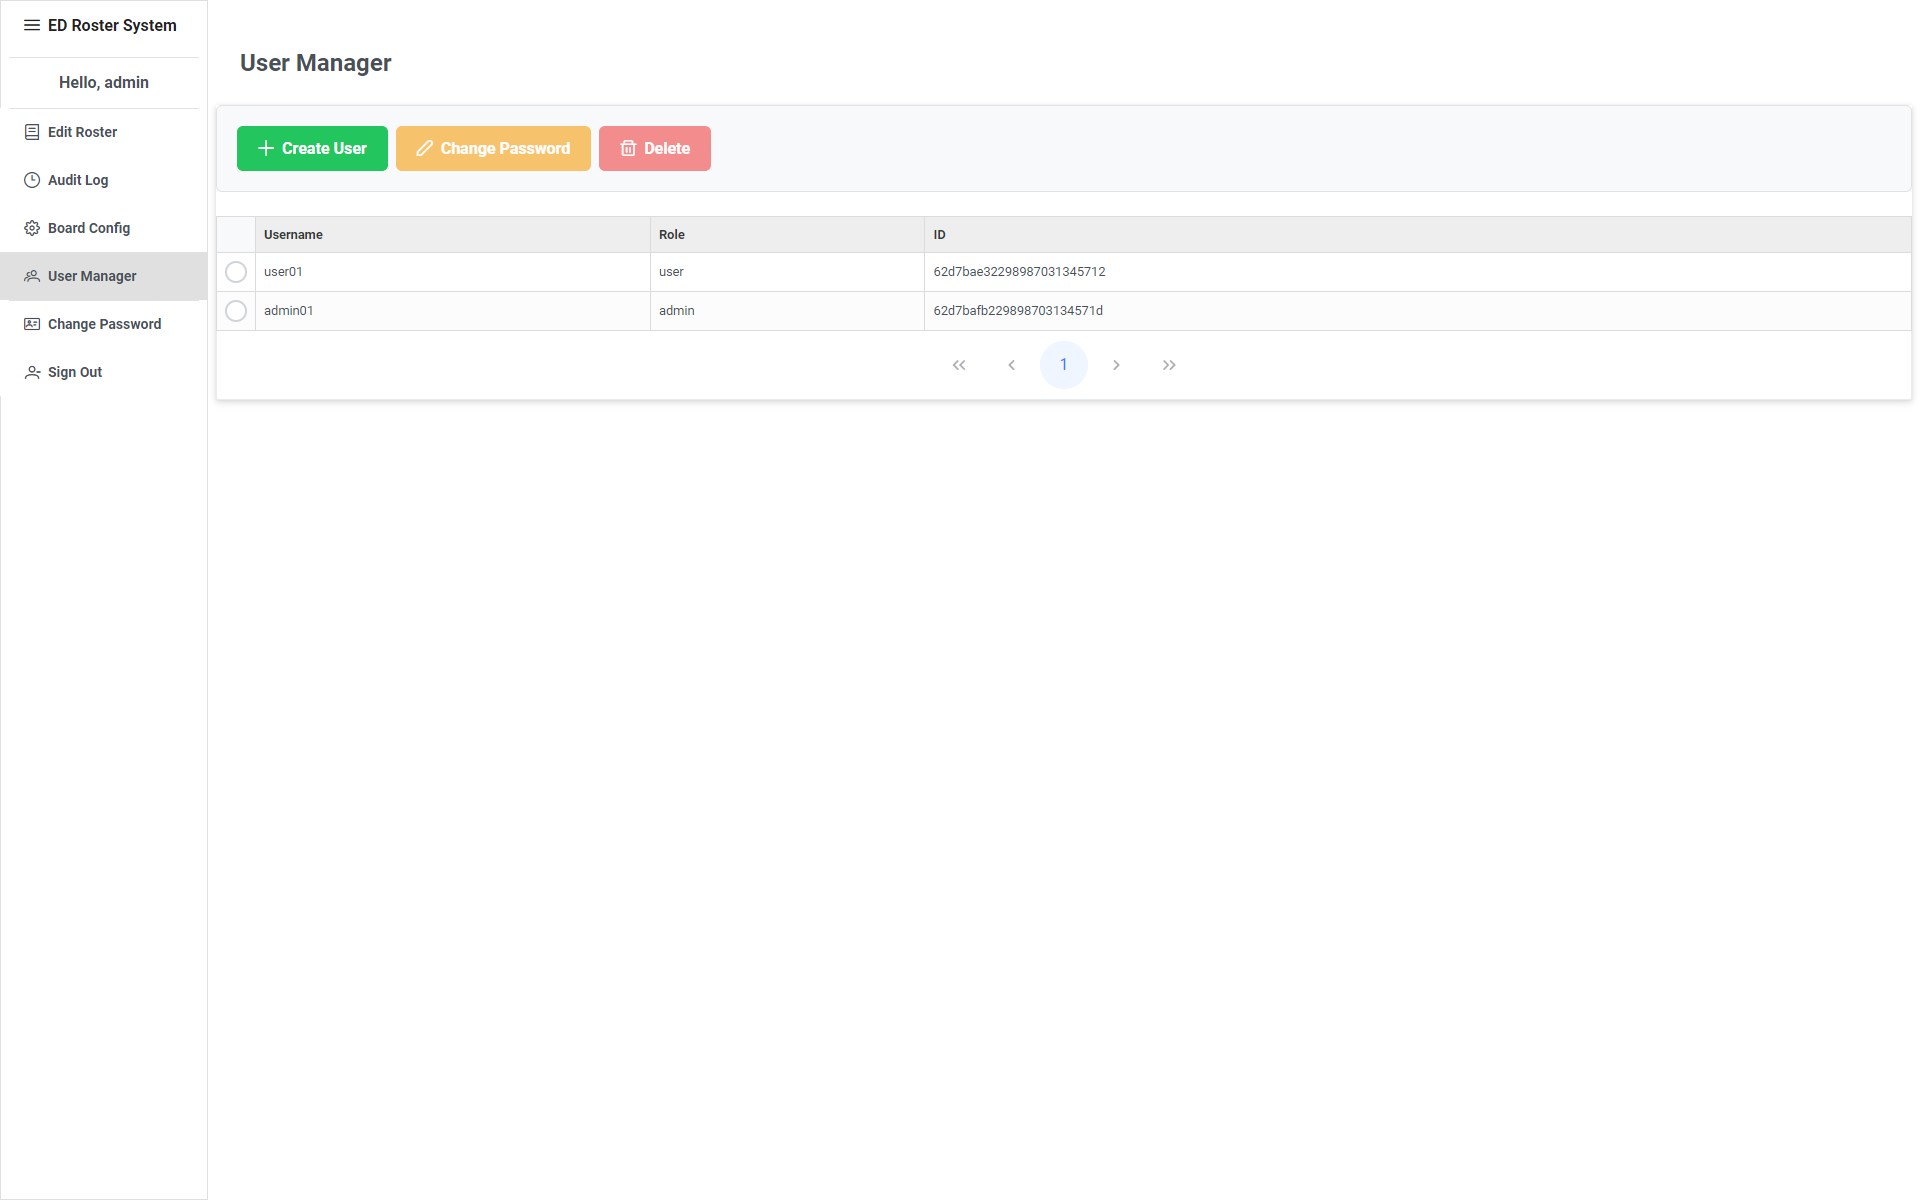 ED Roster System
Hello, admin
Edit Roster
Audit Log
Board Config
User Manager
Change Password
Sign Out
User Manager
Create User Change Password Delete
Username Role ID
user01 user 62d7bae32298987031345712
admin01 admin 62d7bafb229898703134571d
1